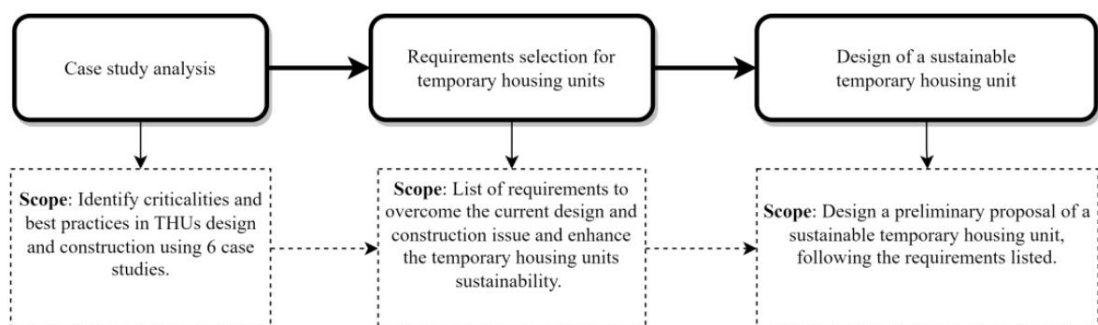 Case study analysis
Requirements selection for
temporary housing units
Design of a sustainable
temporary housing unit
Scope: Identify criticalities and
best practices in THUs design
and construction using 6 case
studies.
Scope: List of requirements to
overcome the current design and
construction issue and enhance
the temporary housing units
sustainability.
Scope: Design a preliminary proposal of a
sustainable temporary housing unit,
following the requirements listed.